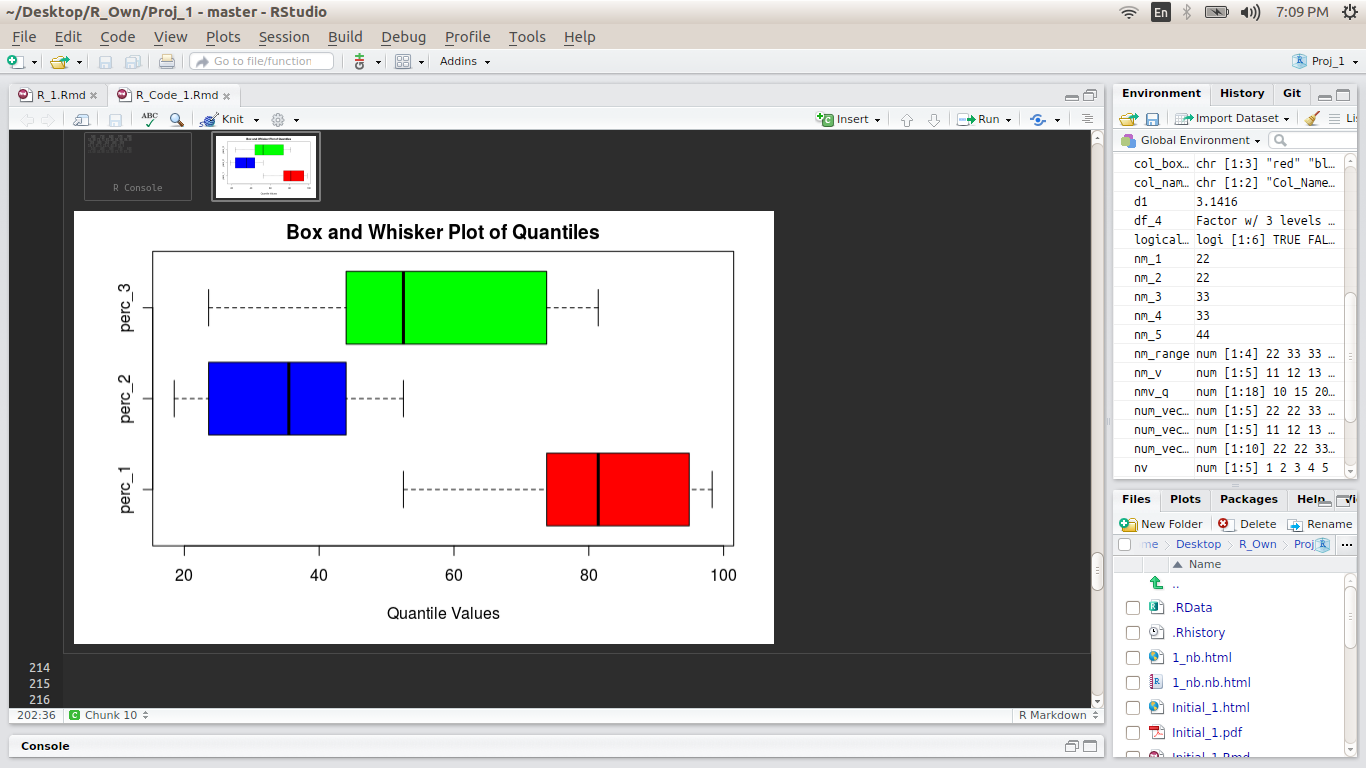 ~/Desktop/R_Own/Proj_1 - master - RStudio
En
7:09 PM
File Edit Code View Plots Session Build Debug Profile Tools Help
Go to file/function
Addins
Proj_1
R_1.Rmd
R_Code_1.Rmd
ABC
Knit
Insert
Run
R Console
Box and Whisker Plot of Quantiles
perc_3
perc_2
perc_1
20 40 60 80 100
Quantile Values
214
215
216
202:36
Chunk 10
R Markdown
Console
Environment History Git
Import Dataset
Global Environment
col_box… chr [1:3] "red" "bl…
col_nam… chr [1:2] "Col_Name…
d1 3.1416
df_4 Factor w/ 3 levels …
logical… logi [1:6] TRUE FAL…
nm_1 22
nm_2 22
nm_3 33
nm_4 33
nm_5 44
nm_range num [1:4] 22 33 33 …
nm_v num [1:5] 11 12 13 …
nmv_q num [1:18] 10 15 20…
num_vec… num [1:5] 22 22 33 …
num_vec… num [1:5] 11 12 13 …
num_vec… num [1:10] 22 22 33…
nv num [1:5] 1 2 3 4 5
Files Plots Packages Help
New Folder Delete Rename
me Desktop R_Own Proj
Name
..
.RData
.Rhistory
1_nb.html
1_nb.nb.html
Initial_1.html
Initial_1.pdf
Initial_1.Rmd